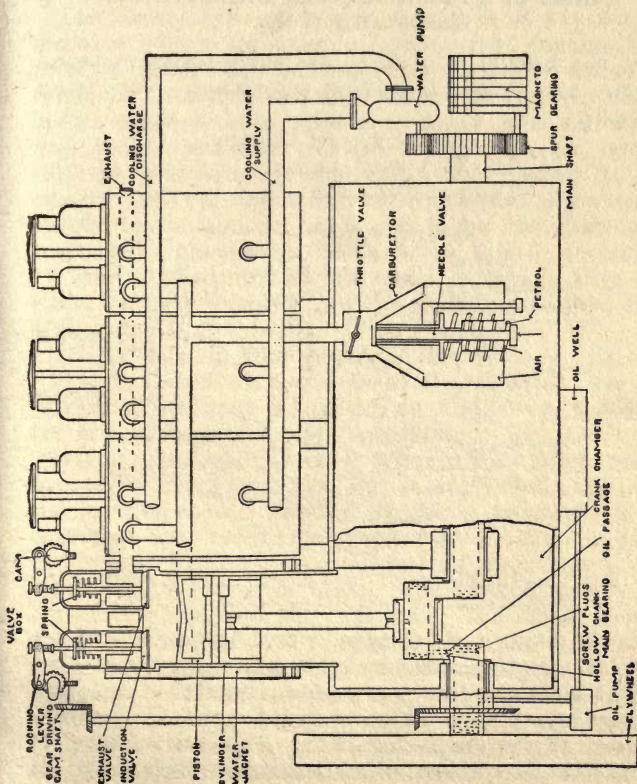 VALVE
BOX
CAM
SPRING
ROCKING
LEVER
GEAR DRIVING
CAM SHAFT
EXHAUST
VALVE
INDUCTION
VALVE
PISTON
CYLINDER
WATER
JACKET
EXHAUST
COOLING WATER
DISCHARGE
COOLING WATER
SUPPLY
WATER PUMP
MAGNETO
SPUR GEARING
MAIN SHAFT
THROTTLE VALVE
CARBURETTOR
NEEDLE VALVE
PETROL
AIR
OIL WELL
CRANK CHAMBER
OIL PASSAGE
SCREW PLUGS
HOLLOW CRANK
MAIN BEARING
OIL PUMP
FLYWHEEL